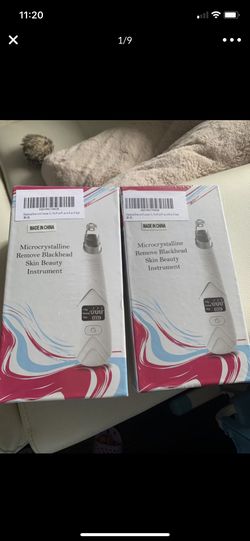 11:20
1/9
MADE IN CHINA
Microcrystalline
Remove Blackhead
Skin Beauty
Instrument
MADE IN CHINA
Microcrystalline
Remove Blackhead
Skin Beauty
Instrument